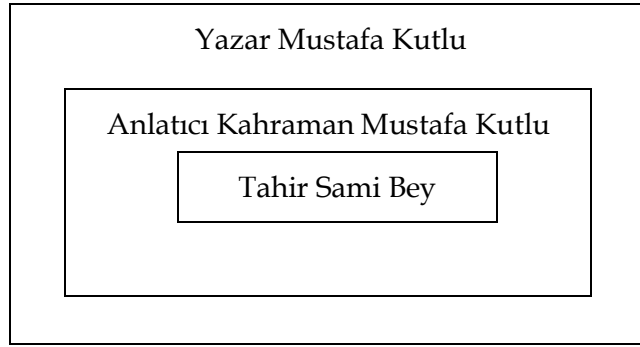 Yazar Mustafa Kutlu
Anlatıcı Kahraman Mustafa Kutlu
Tahir Sami Bey